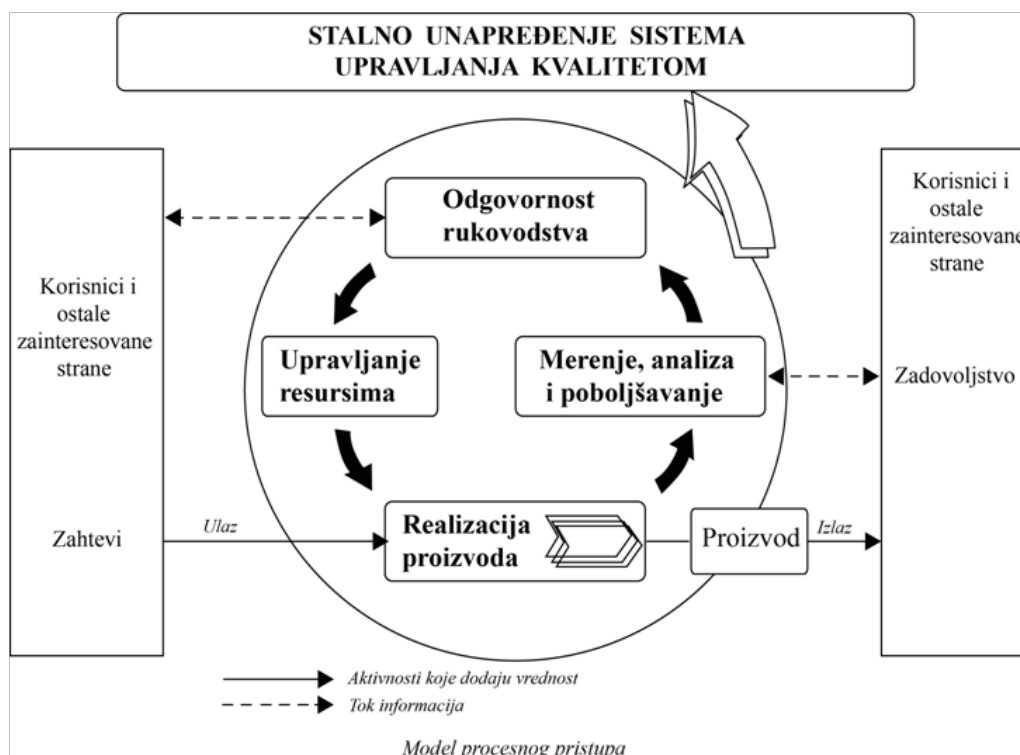 STALNO UNAPREĐENJE SISTEMA
UPRAVLJANJA KVALITETOM
Korisnici i
ostale
zainteresovane
strane
Zahtevi
Odgovornost
rukovodstva
Upravljanje
resursima
Merenje, analiza
i poboljšavanje
Ulaz
Realizacija
proizvoda
Proizvod
Izlaz
Korisnici i
ostale
zainteresovane
strane
Zadovoljstvo
Aktivnosti koje dodaju vrednost
Tok informacija
Model procesnog pristupa